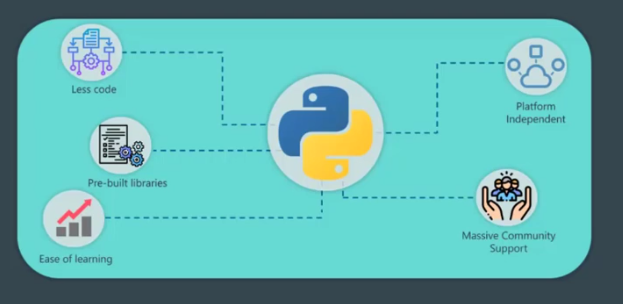 Less code
Platform
Independent
Pre-built libraries
Massive Community
Support
Ease of learning